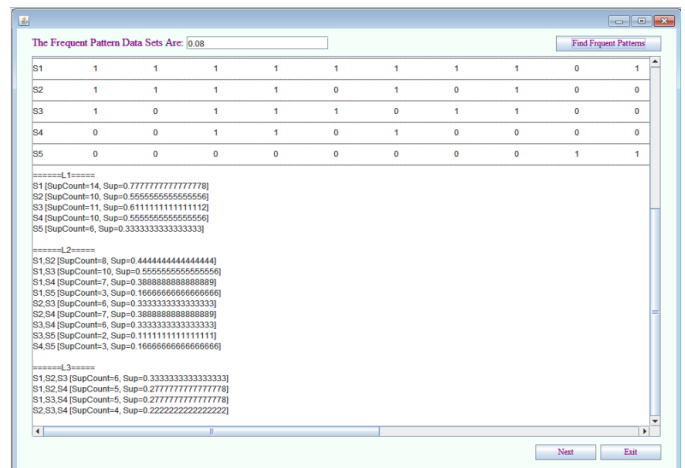 The Frequent Pattern Data Sets Are: 0.08 Find Frquent Patterns
S1 1 1 1 1 1 1 1 1 0 1
S2 1 1 1 1 0 1 0 1 0 0
S3 1 0 1 1 1 0 1 1 0 0
S4 0 0 1 1 0 1 0 0 0 0
S5 0 0 0 0 0 0 0 0 1 1
======L1=====
S1 [SupCount=14, Sup=0.7777777777777778]
S2 [SupCount=10, Sup=0.5555555555555556]
S3 [SupCount=11, Sup=0.6111111111111112]
S4 [SupCount=10, Sup=0.5555555555555556]
S5 [SupCount=6, Sup=0.3333333333333333]
======L2=====
S1,S2 [SupCount=8, Sup=0.4444444444444444]
S1,S3 [SupCount=10, Sup=0.5555555555555556]
S1,S4 [SupCount=7, Sup=0.3888888888888889]
S1,S5 [SupCount=3, Sup=0.16666666666666666]
S2,S3 [SupCount=6, Sup=0.3333333333333333]
S2,S4 [SupCount=7, Sup=0.3888888888888889]
S3,S4 [SupCount=6, Sup=0.3333333333333333]
S3,S5 [SupCount=2, Sup=0.1111111111111111]
S4,S5 [SupCount=3, Sup=0.16666666666666666]
======L3=====
S1,S2,S3 [SupCount=6, Sup=0.3333333333333333]
S1,S2,S4 [SupCount=5, Sup=0.2777777777777778]
S1,S3,S4 [SupCount=5, Sup=0.2777777777777778]
S2,S3,S4 [SupCount=4, Sup=0.2222222222222222]
Next Exit